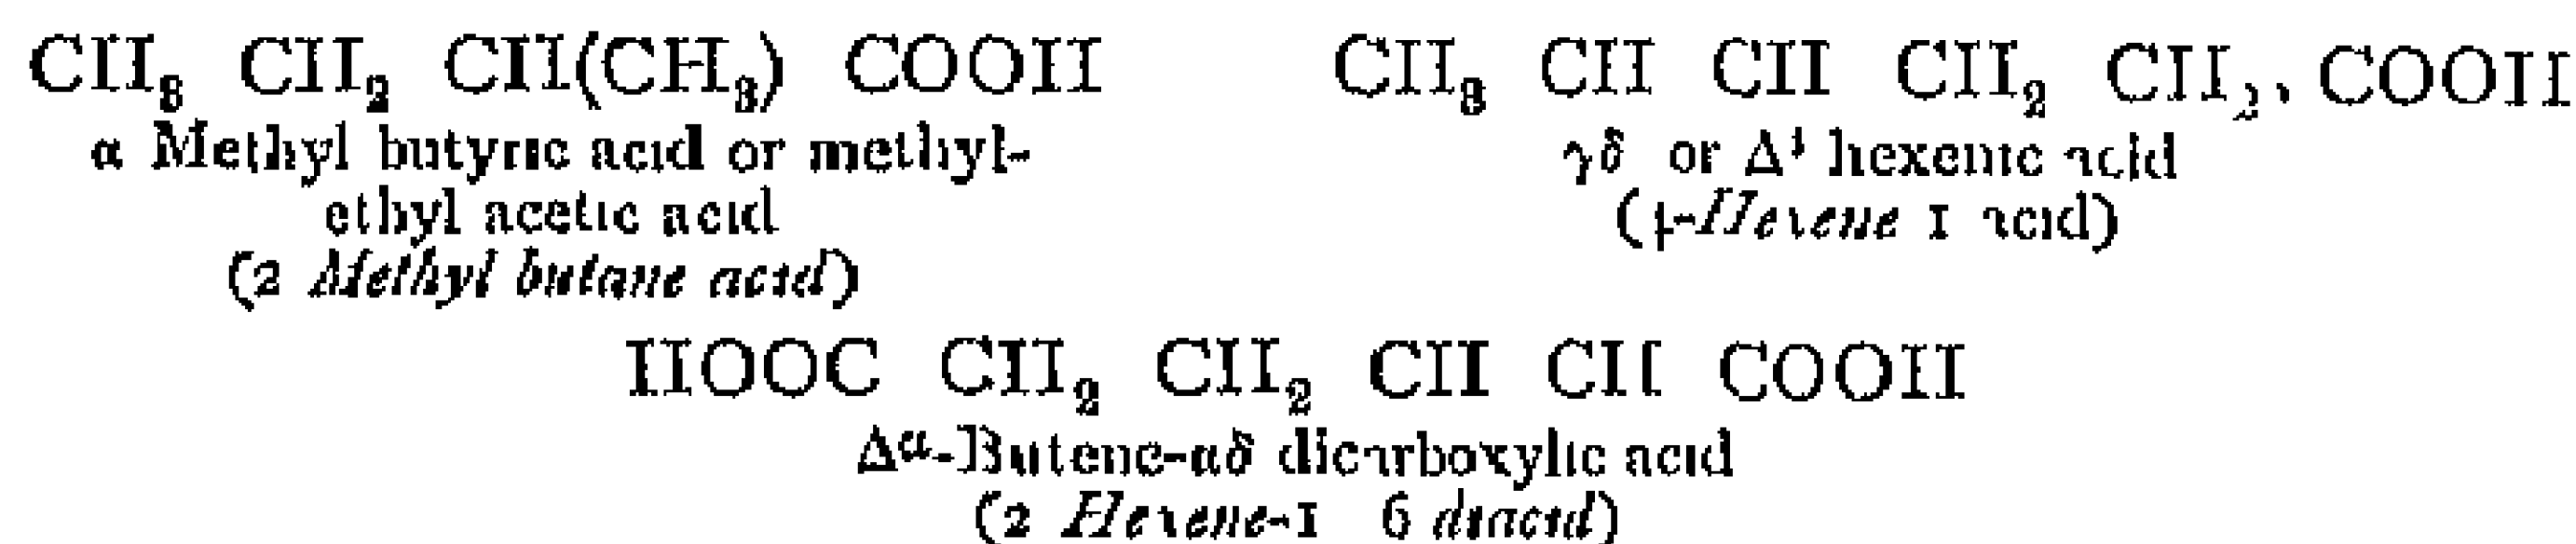 CH₃ CH₂ CH(CH₃) COOH
α Methyl butyric acid or methyl-
ethyl acetic acid
(2 Methyl butane acid)
CH₃ CH CH CH₂ CH₂. COOH
γδ or Δ⁴ hexenic acid
(4-Hexene 1 acid)
HOOC CH₂ CH₂ CH CH COOH
Δα-Butene-αδ dicarboxylic acid
(2 Hexene-1 6 diacid)